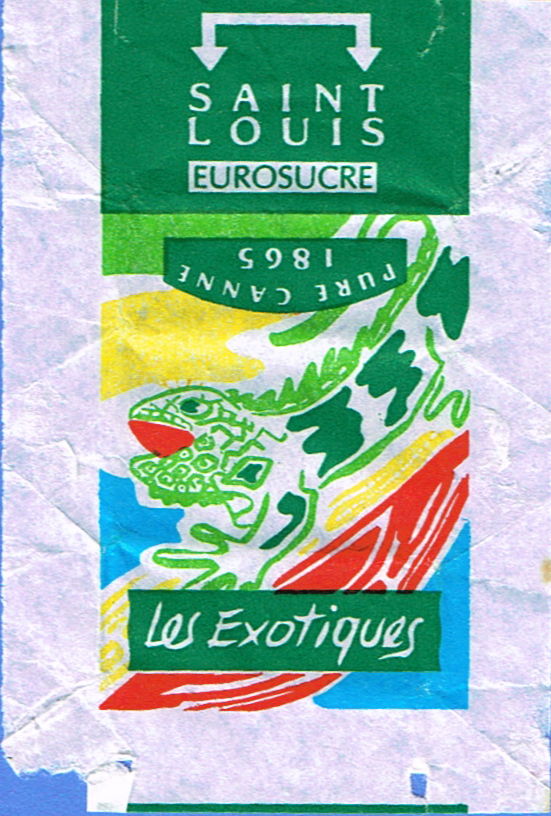 SAINT
LOUIS
EUROSUCRE
PURE CANNE
1865
Les Exotiques